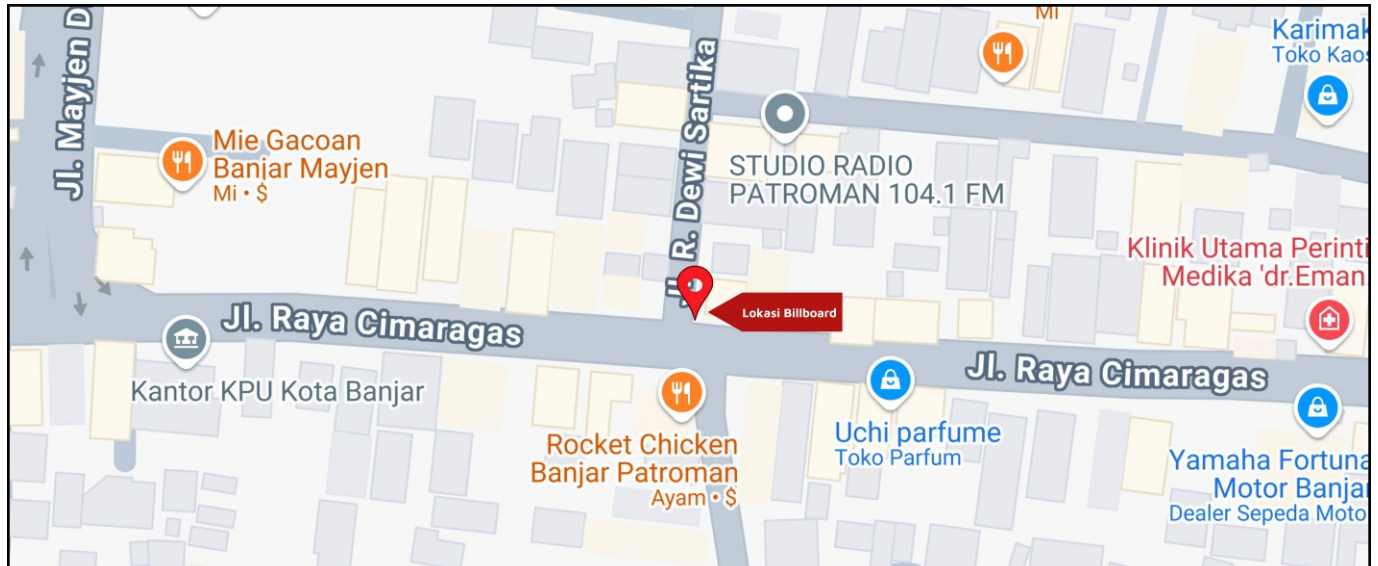 Jl. Mayjen D
Mie Gacoan
Banjar Mayjen
Mi • $
R. Dewi Sartika
Mi
Karimak
Toko Kaos
STUDIO RADIO
PATROMAN 104.1 FM
Klinik Utama Perinti
Medika 'dr.Eman.
Lokasi Billboard
Jl. Raya Cimaragas
Kantor KPU Kota Banjar
Jl. Raya Cimaragas
Rocket Chicken
Banjar Patroman
Ayam • $
Uchi parfume
Toko Parfum
Yamaha Fortuna
Motor Banja
Dealer Sepeda Moto